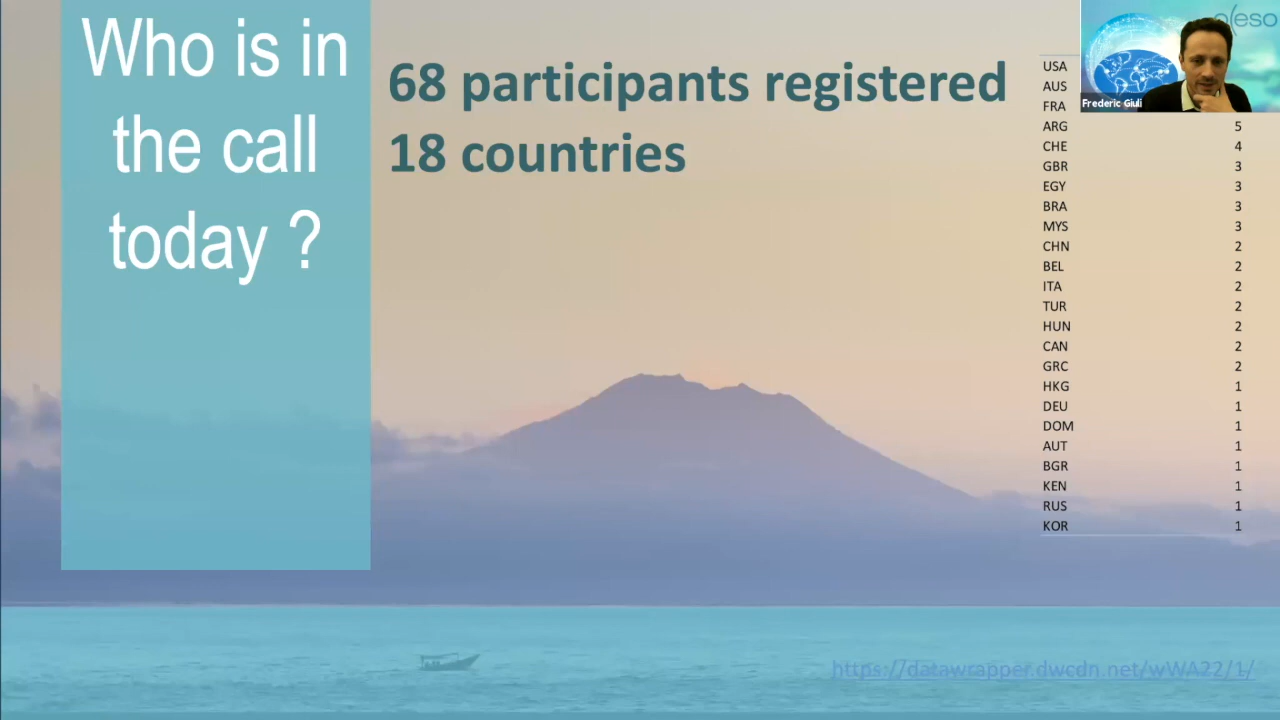 Who is in
the call
today ?
68 participants registered
18 countries
USA
AUS
FRA
ARG 5
CHE 4
GBR 3
EGY 3
BRA 3
MYS 3
CHN 2
BEL 2
ITA 2
TUR 2
HUN 2
CAN 2
GRC 2
HKG 1
DEU 1
DOM 1
AUT 1
BGR 1
KEN 1
RUS 1
KOR 1
eso
Frederic Giuli
https://datawrapper.dwcdn.net/wWA22/1/